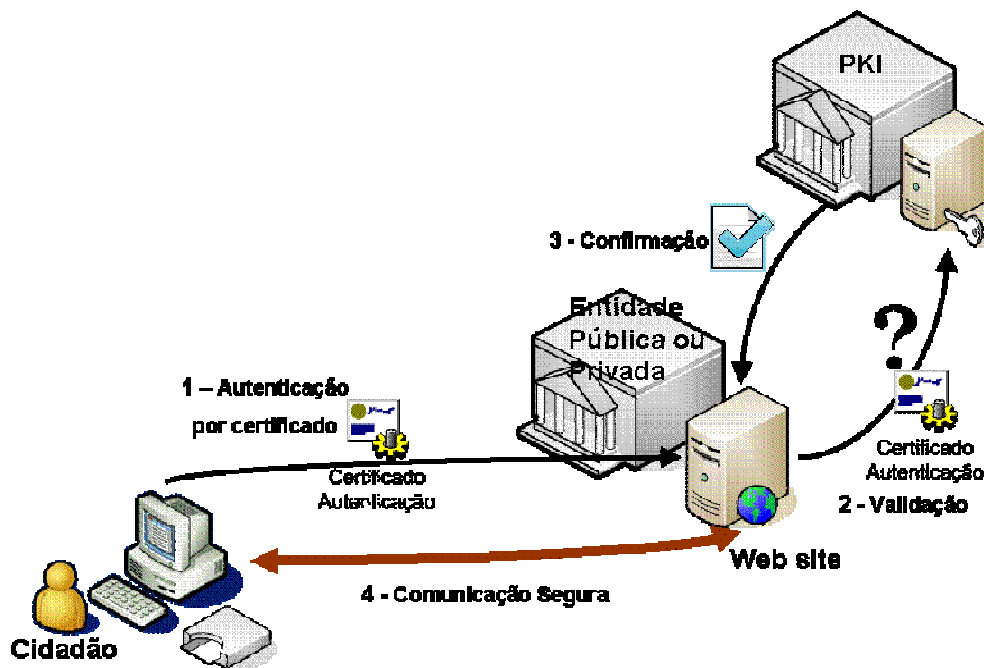 PKI
3 - Confirmação
Entidade
Pública ou
Privada
1 – Autenticação
por certificado
Certificado
Autenticação
?
Certificado
Autenticação
2 - Validação
Web site
4 - Comunicação Segura
Cidadão